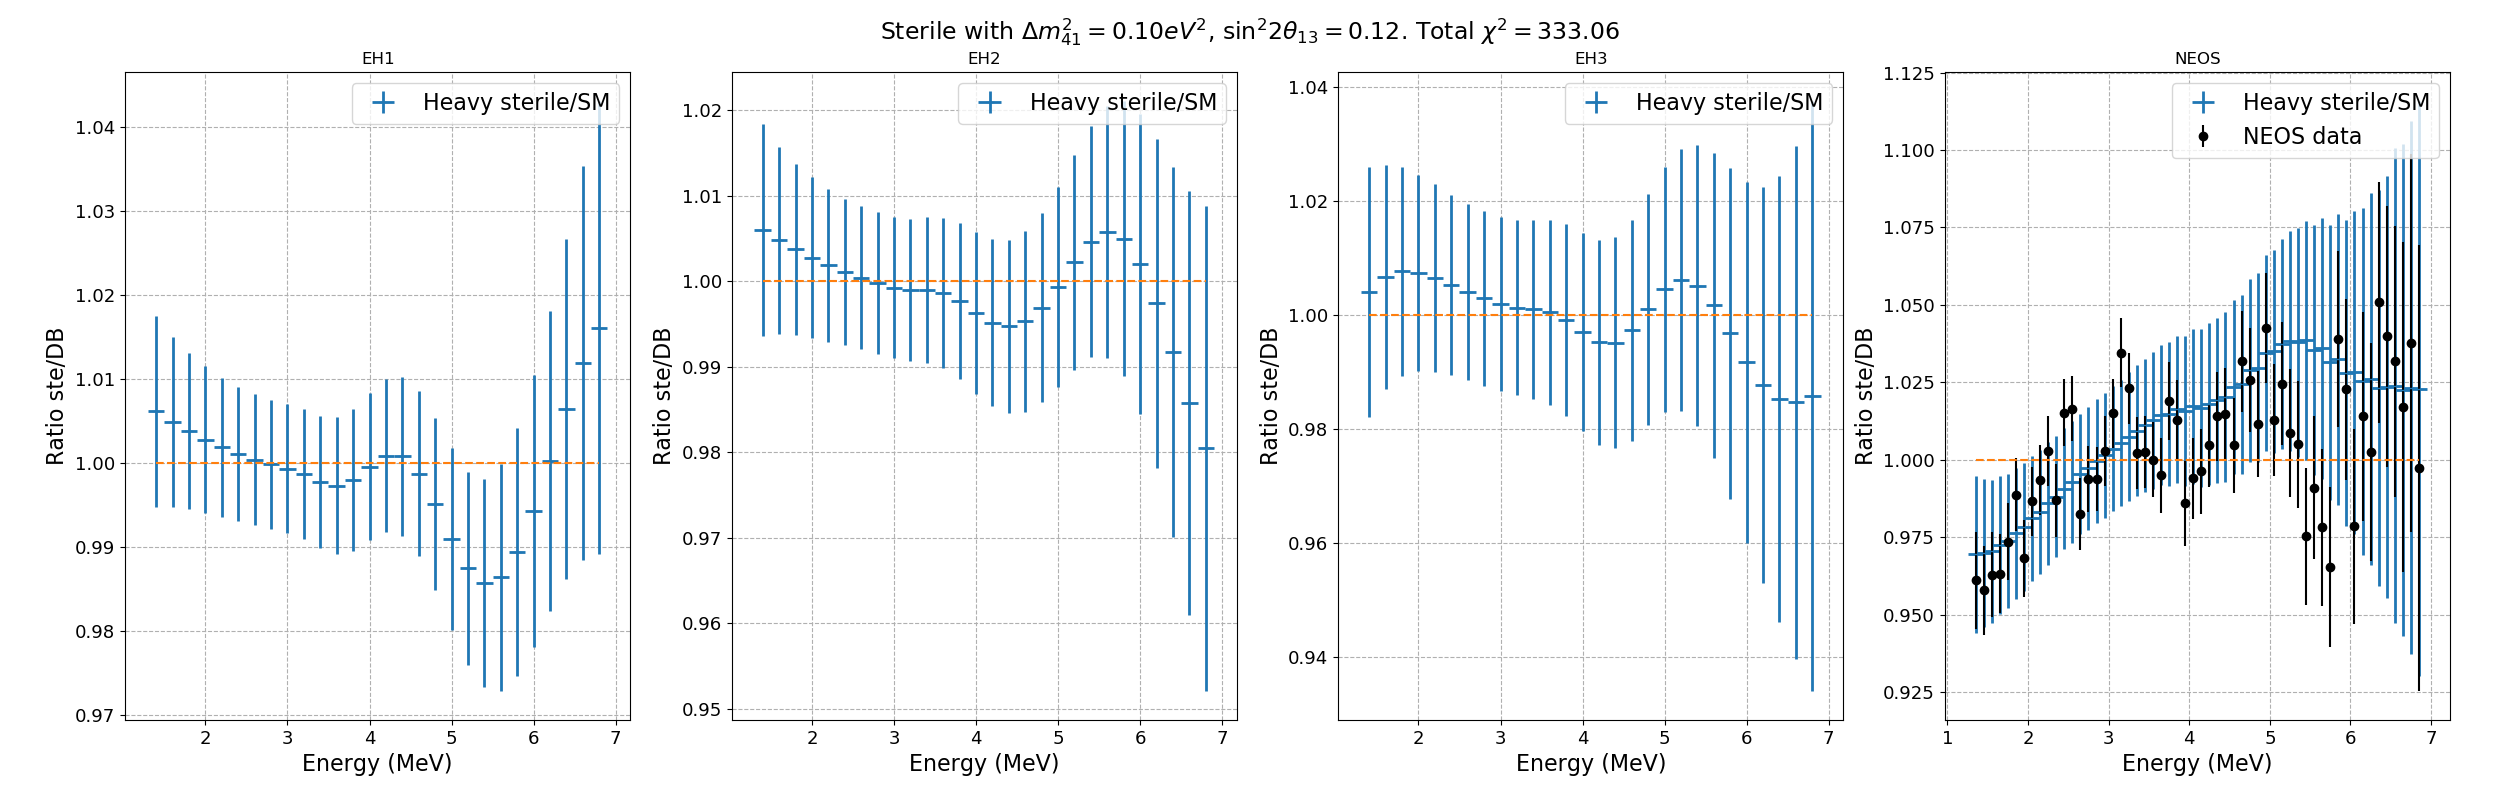 Sterile with Δm²₄₁ = 0.10eV², sin²2θ₁₃ = 0.12. Total χ² = 333.06
EH1
Heavy sterile/SM
1.04
1.03
1.02
1.01
1.00
0.99
0.98
0.97
Ratio ste/DB
2 3 4 5 6 7
Energy (MeV)
EH2
Heavy sterile/SM
1.02
1.01
1.00
0.99
0.98
0.97
0.96
0.95
Ratio ste/DB
2 3 4 5 6 7
Energy (MeV)
EH3
Heavy sterile/SM
1.04
1.02
1.00
0.98
0.96
0.94
Ratio ste/DB
2 3 4 5 6 7
Energy (MeV)
NEOS
Heavy sterile/SM
NEOS data
1.125
1.100
1.075
1.050
1.025
1.000
0.975
0.950
0.925
Ratio ste/DB
1 2 3 4 5 6 7
Energy (MeV)